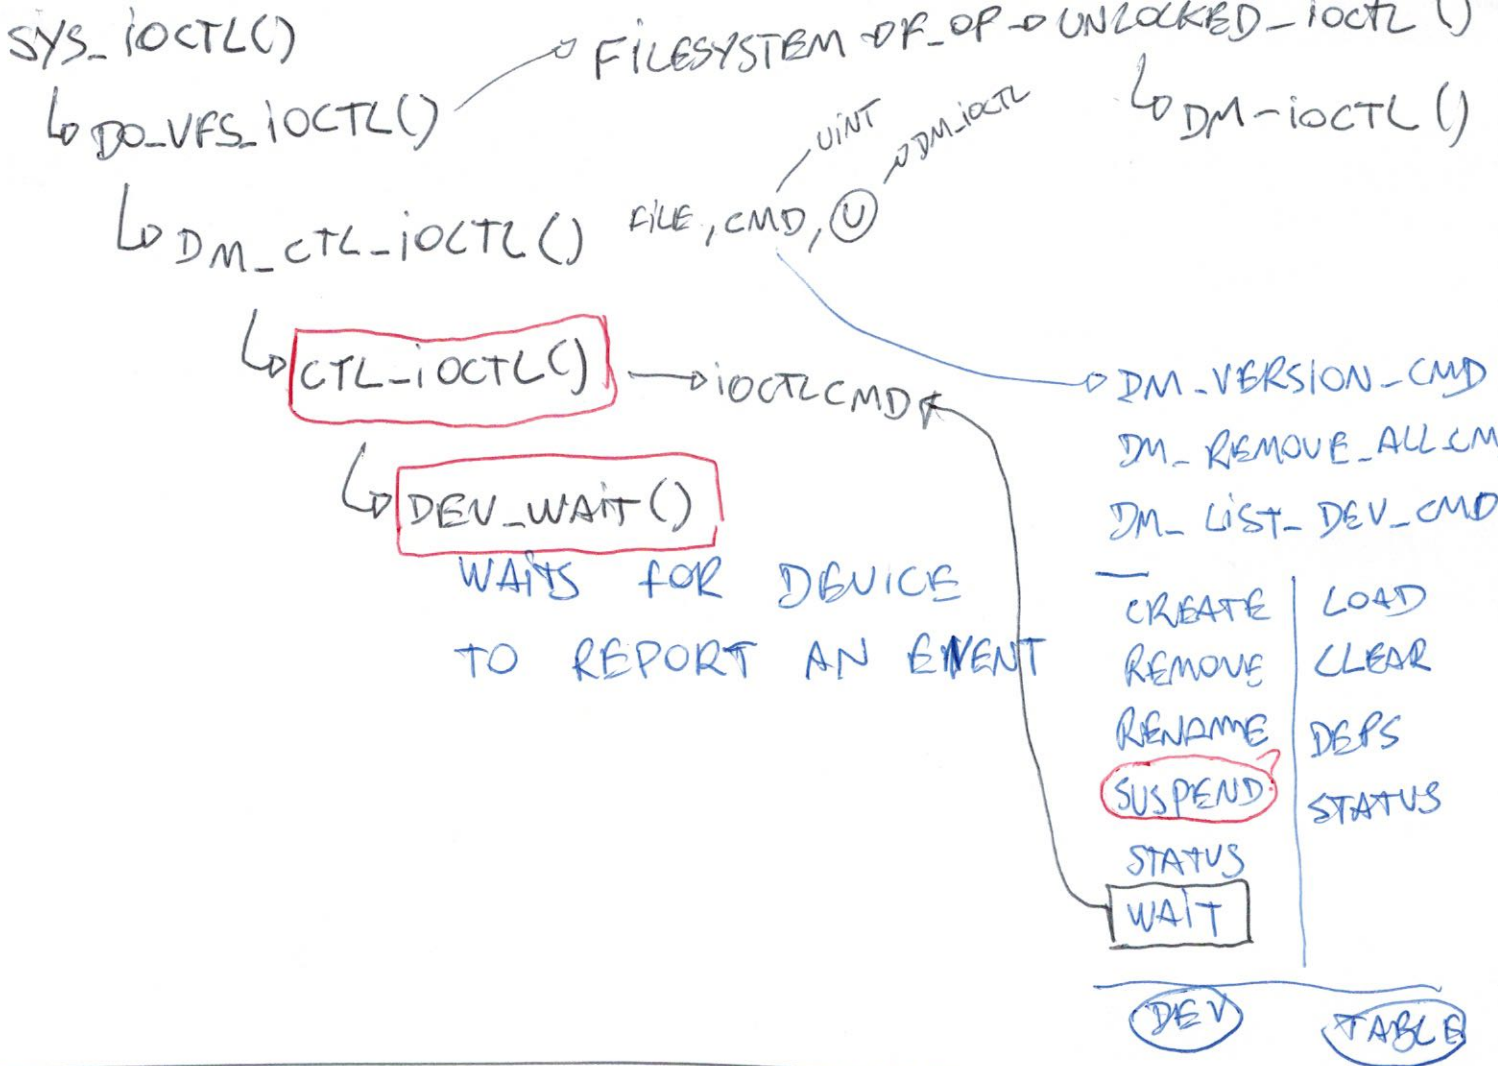 SYS_iOCTL()
FILESYSTEM
UNLOCKED_iOCTL()
DO_VFS_iOCTL()
DM-iOCTL()
UINT
DM_iOCTL
DM_CTL_iOCTL()
FILE, CMD, U
CTL_iOCTL()
iOCTLCMD
DM_VERSION_CMD
DM_REMOVE_ALL_CM
DM_LIST_DEV_CMD
DEV_WAIT()
WAITS FOR DEVICE
TO REPORT AN EVENT
CREATE LOAD
REMOVE CLEAR
RENAME DEPS
SUSPEND STATUS
STATUS
WAIT
DEV TABLE